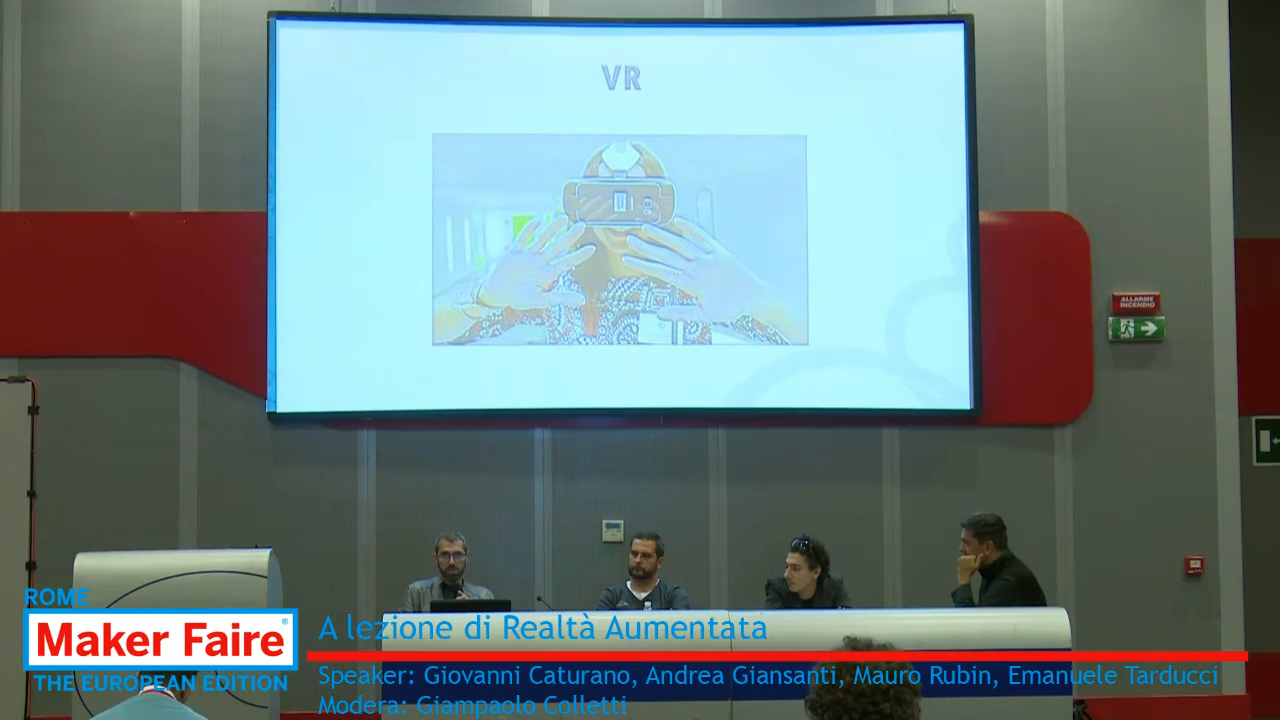 VR
ALLARME
INCENDIO
ROME
Maker Faire®
THE EUROPEAN EDITION
A lezione di Realtà Aumentata
Speaker: Giovanni Caturano, Andrea Giansanti, Mauro Rubin, Emanuele Tarducci
Modera: Giampaolo Colletti